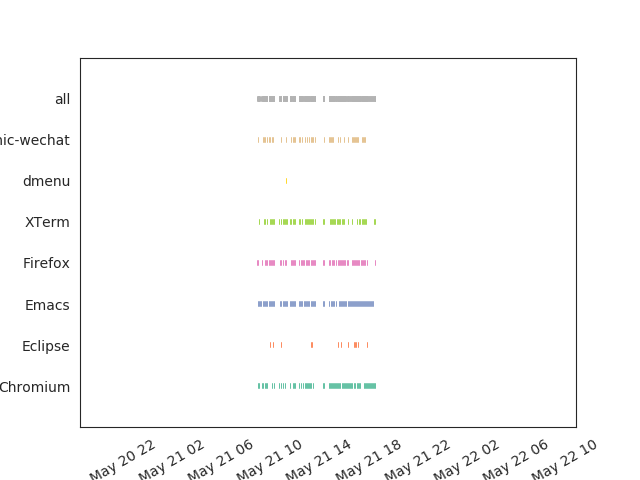 all
nic-wechat
dmenu
XTerm
Firefox
Emacs
Eclipse
Chromium
May 20 22
May 21 02
May 21 06
May 21 10
May 21 14
May 21 18
May 21 22
May 22 02
May 22 06
May 22 10